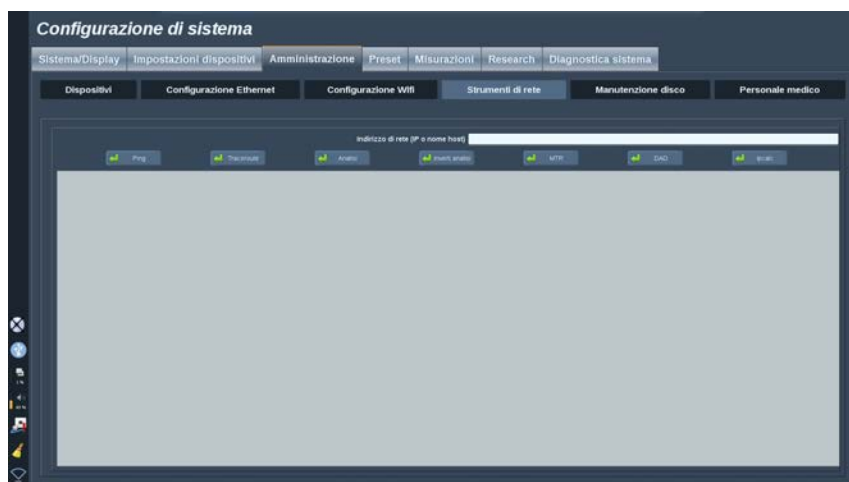 Configurazione di sistema
Sistema/Display Impostazioni dispositivi Amministrazione Preset Misurazioni Research Diagnostica sistema
Dispositivi Configurazione Ethernet Configurazione Wifi Strumenti di rete Manutenzione disco Personale medico
Indirizzo di rete (IP o nome host)
Ping Traceroute Analisi Inverti analisi MTR DAD